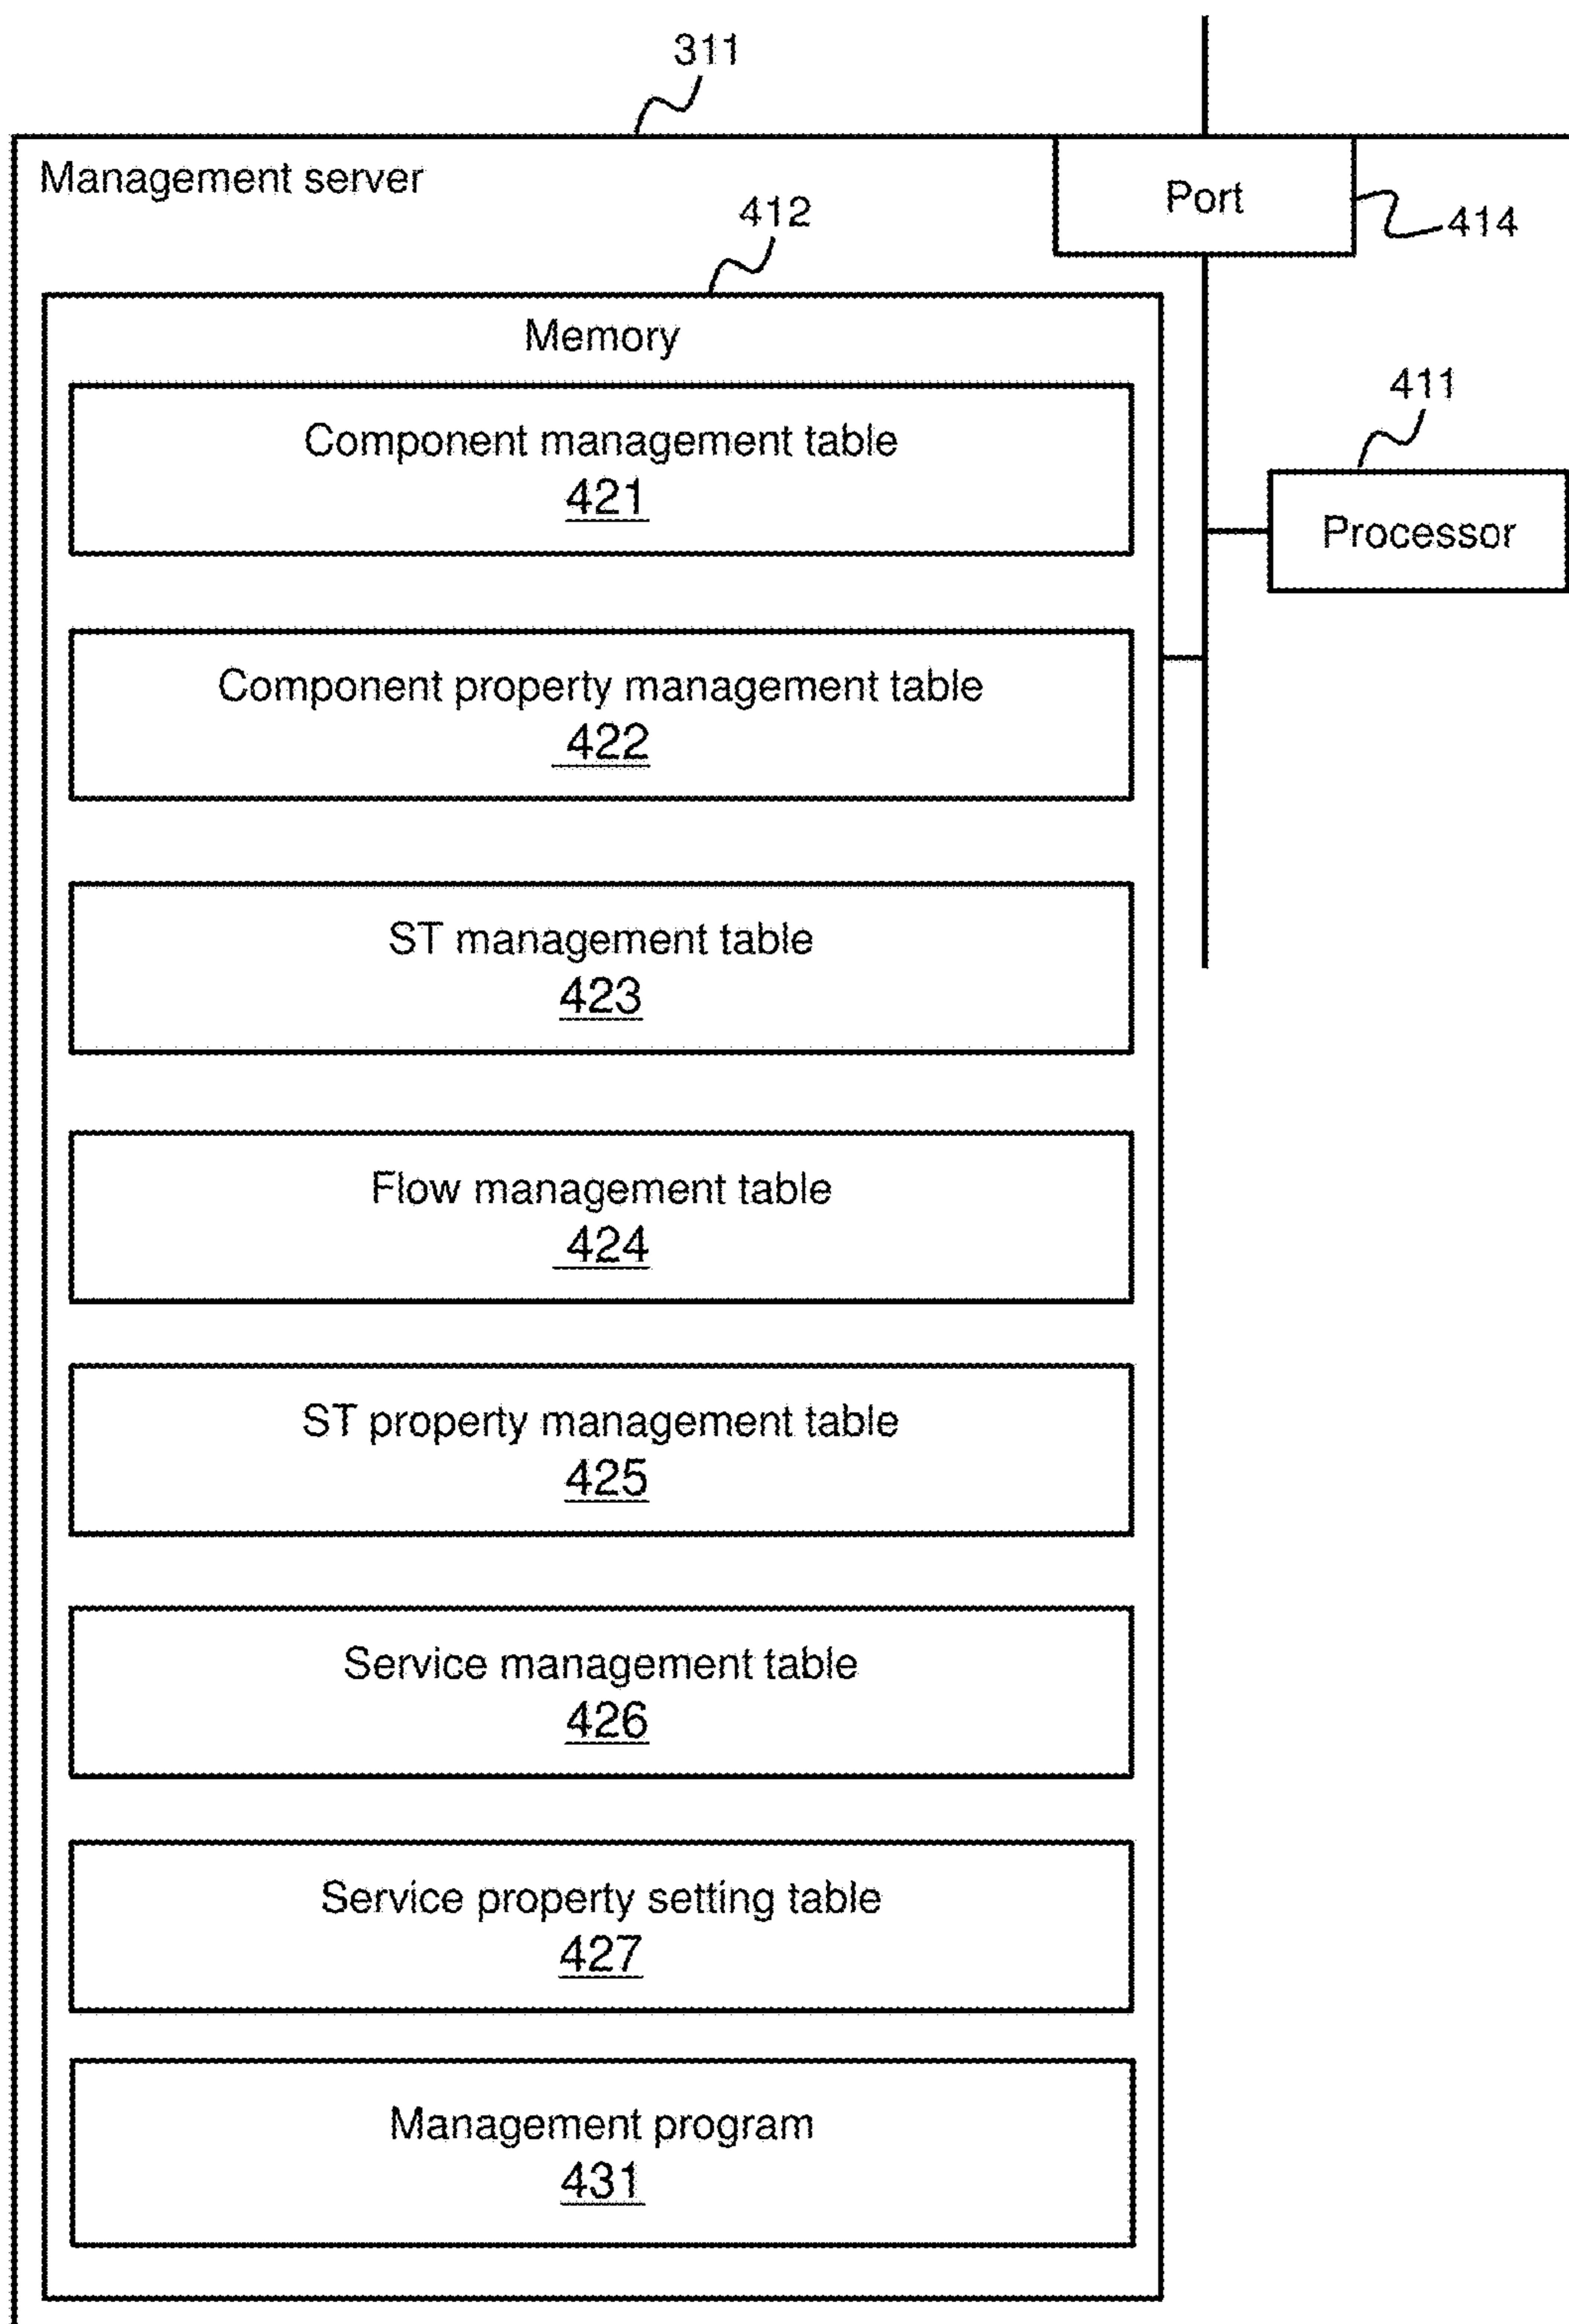 311
Management server
Port
414
412
Memory
411
Processor
Component management table
421
Component property management table
422
ST management table
423
Flow management table
424
ST property management table
425
Service management table
426
Service property setting table
427
Management program
431